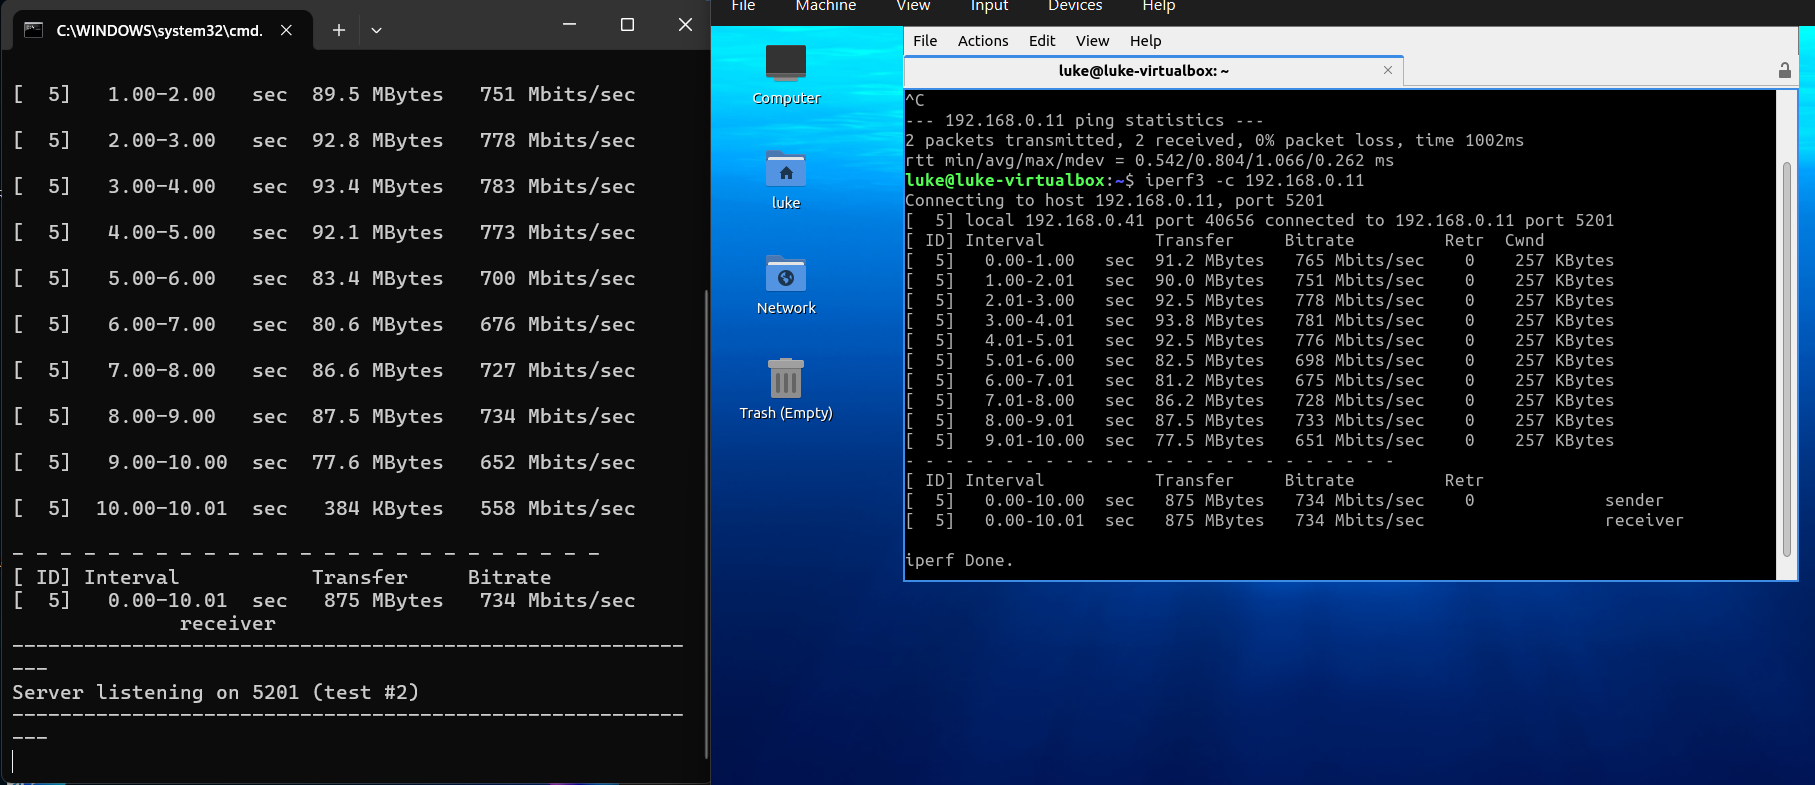 C:\WINDOWS\system32\cmd.
[  5]   1.00-2.00   sec  89.5 MBytes   751 Mbits/sec
[  5]   2.00-3.00   sec  92.8 MBytes   778 Mbits/sec
[  5]   3.00-4.00   sec  93.4 MBytes   783 Mbits/sec
[  5]   4.00-5.00   sec  92.1 MBytes   773 Mbits/sec
[  5]   5.00-6.00   sec  83.4 MBytes   700 Mbits/sec
[  5]   6.00-7.00   sec  80.6 MBytes   676 Mbits/sec
[  5]   7.00-8.00   sec  86.6 MBytes   727 Mbits/sec
[  5]   8.00-9.00   sec  87.5 MBytes   734 Mbits/sec
[  5]   9.00-10.00  sec  77.6 MBytes   652 Mbits/sec
[  5]  10.00-10.01  sec   384 KBytes   558 Mbits/sec
- - - - - - - - - - - - - - - - - - - - - - - - -
[ ID] Interval           Transfer     Bitrate
[  5]   0.00-10.01  sec   875 MBytes   734 Mbits/sec
receiver
--------------------------------------------------------
---
Server listening on 5201 (test #2)
--------------------------------------------------------
---
File Machine View Input Devices Help
Computer
luke
Network
Trash (Empty)
File Actions Edit View Help
luke@luke-virtualbox: ~
^C
--- 192.168.0.11 ping statistics ---
2 packets transmitted, 2 received, 0% packet loss, time 1002ms
rtt min/avg/max/mdev = 0.542/0.804/1.066/0.262 ms
luke@luke-virtualbox:~$ iperf3 -c 192.168.0.11
Connecting to host 192.168.0.11, port 5201
[  5] local 192.168.0.41 port 40656 connected to 192.168.0.11 port 5201
[ ID] Interval           Transfer     Bitrate         Retr  Cwnd
[  5]   0.00-1.00   sec  91.2 MBytes   765 Mbits/sec    0    257 KBytes
[  5]   1.00-2.01   sec  90.0 MBytes   751 Mbits/sec    0    257 KBytes
[  5]   2.01-3.00   sec  92.5 MBytes   778 Mbits/sec    0    257 KBytes
[  5]   3.00-4.01   sec  93.8 MBytes   781 Mbits/sec    0    257 KBytes
[  5]   4.01-5.01   sec  92.5 MBytes   776 Mbits/sec    0    257 KBytes
[  5]   5.01-6.00   sec  82.5 MBytes   698 Mbits/sec    0    257 KBytes
[  5]   6.00-7.01   sec  81.2 MBytes   675 Mbits/sec    0    257 KBytes
[  5]   7.01-8.00   sec  86.2 MBytes   728 Mbits/sec    0    257 KBytes
[  5]   8.00-9.01   sec  87.5 MBytes   733 Mbits/sec    0    257 KBytes
[  5]   9.01-10.00  sec  77.5 MBytes   651 Mbits/sec    0    257 KBytes
- - - - - - - - - - - - - - - - - - - - - - - - -
[ ID] Interval           Transfer     Bitrate         Retr
[  5]   0.00-10.00  sec   875 MBytes   734 Mbits/sec    0             sender
[  5]   0.00-10.01  sec   875 MBytes   734 Mbits/sec                  receiver
iperf Done.